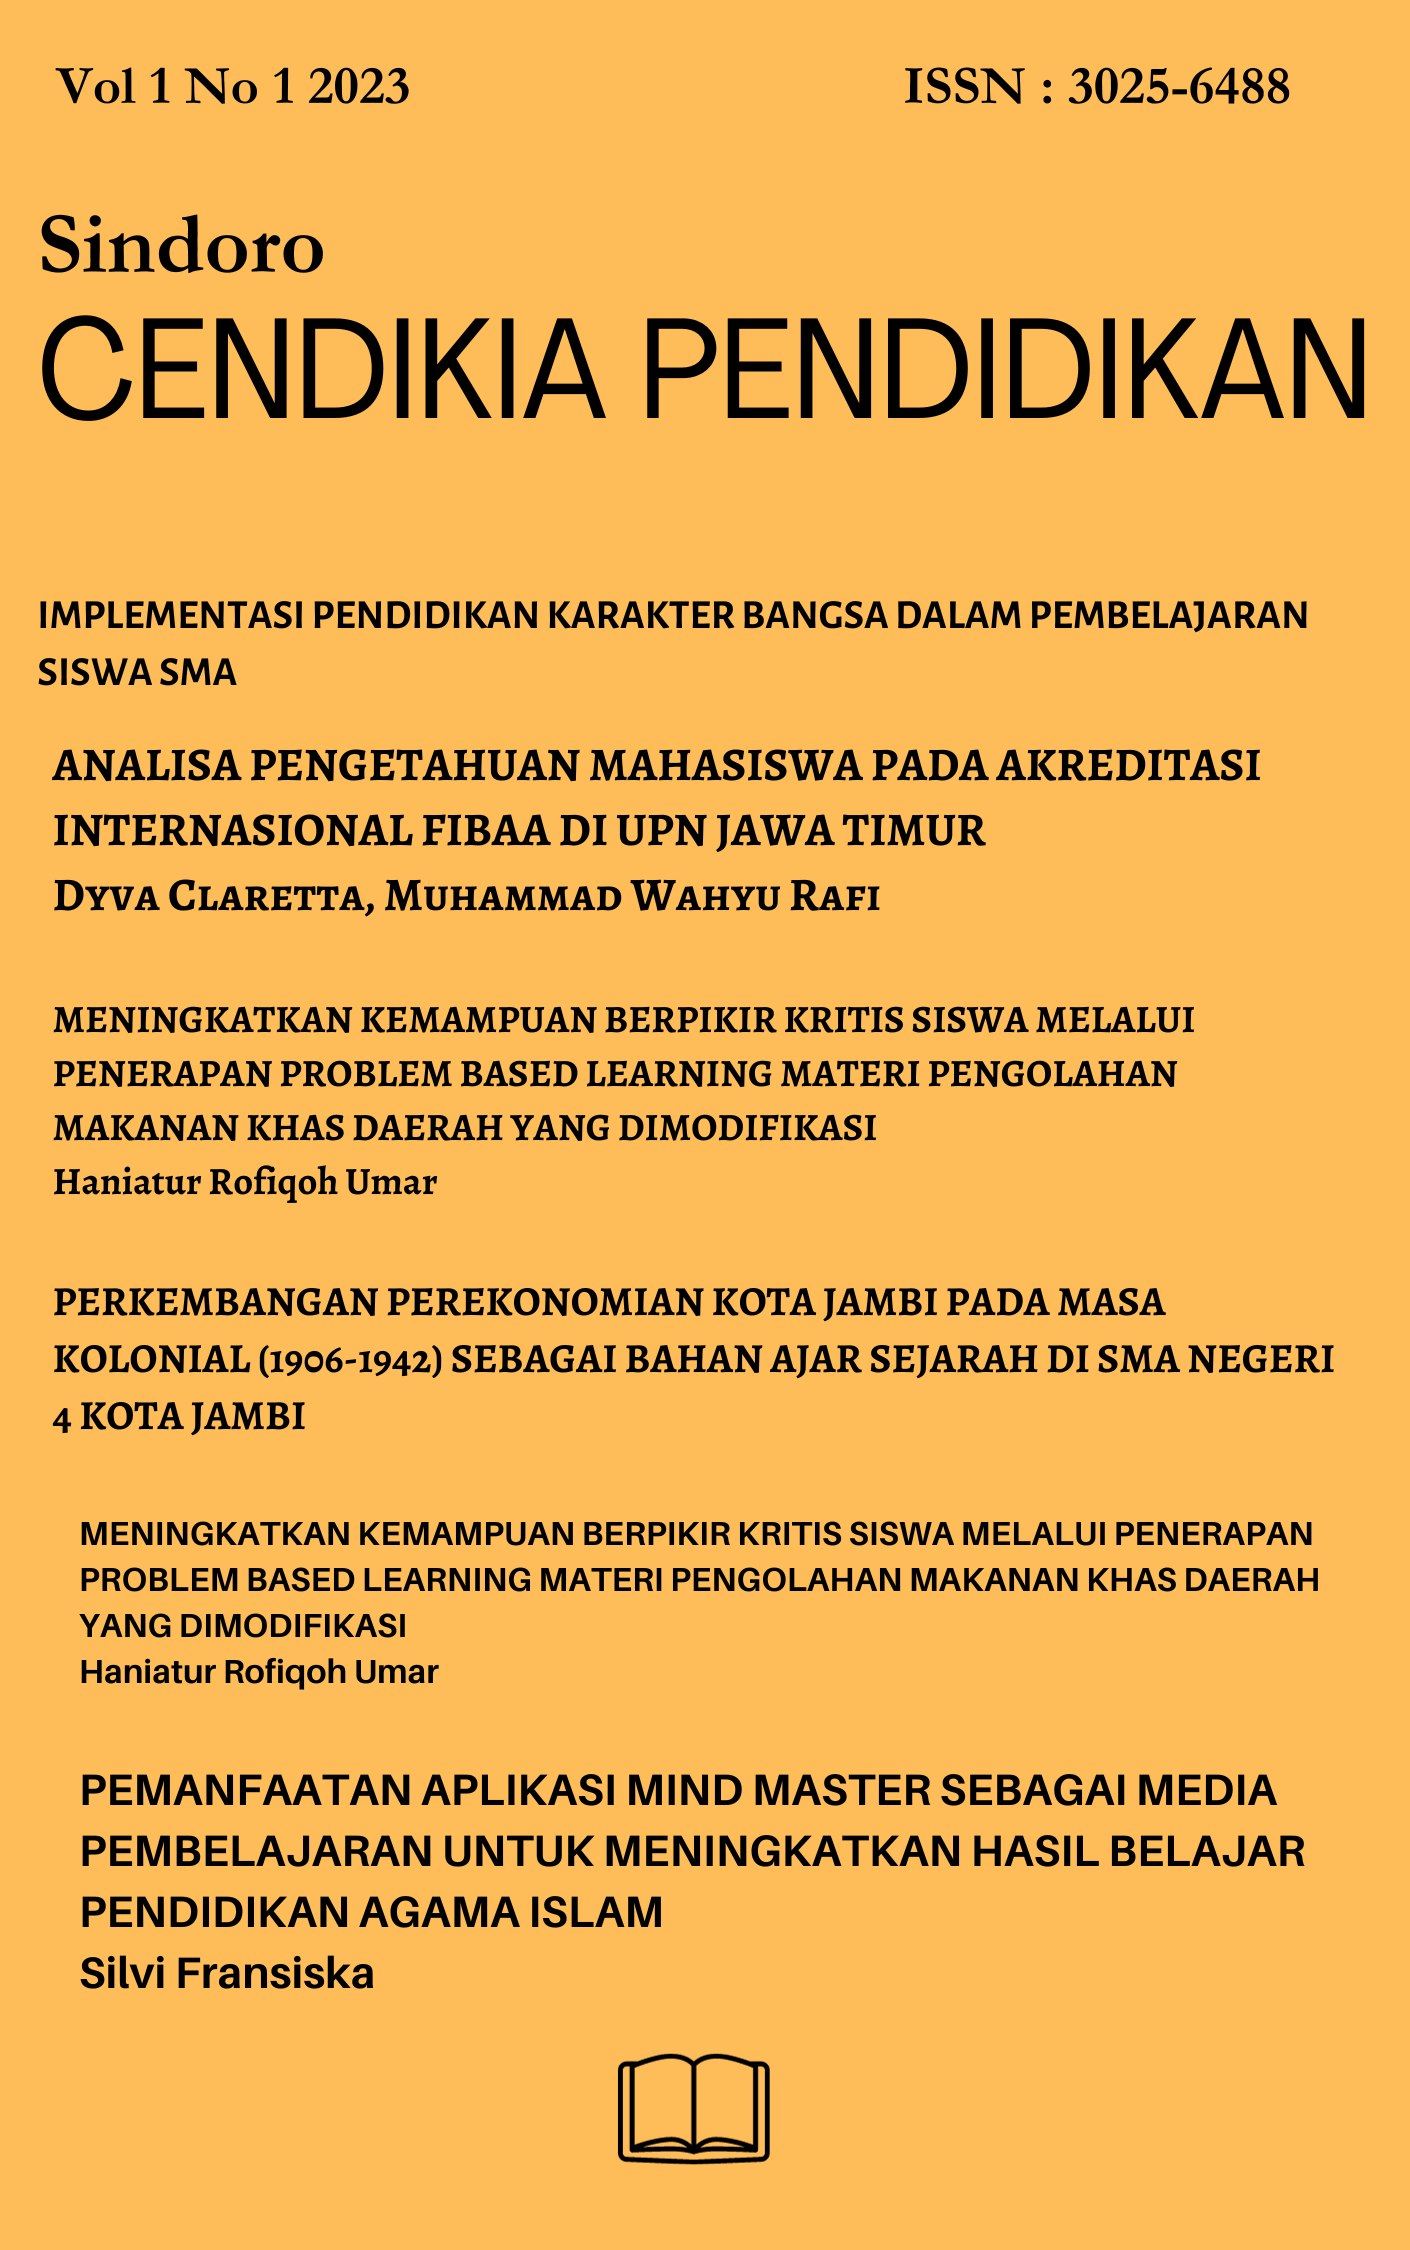 Vol 1 No 1 2023
ISSN : 3025-6488
Sindoro
CENDIKIA PENDIDIKAN
IMPLEMENTASI PENDIDIKAN KARAKTER BANGSA DALAM PEMBELAJARAN
SISWA SMA
ANALISA PENGETAHUAN MAHASISWA PADA AKREDITASI
INTERNASIONAL FIBAA DI UPN JAWA TIMUR
Dyva Claretta, Muhammad Wahyu Rafi
MENINGKATKAN KEMAMPUAN BERPIKIR KRITIS SISWA MELALUI
PENERAPAN PROBLEM BASED LEARNING MATERI PENGOLAHAN
MAKANAN KHAS DAERAH YANG DIMODIFIKASI
Haniatur Rofiqoh Umar
PERKEMBANGAN PEREKONOMIAN KOTA JAMBI PADA MASA
KOLONIAL (1906-1942) SEBAGAI BAHAN AJAR SEJARAH DI SMA NEGERI
4 KOTA JAMBI
MENINGKATKAN KEMAMPUAN BERPIKIR KRITIS SISWA MELALUI PENERAPAN
PROBLEM BASED LEARNING MATERI PENGOLAHAN MAKANAN KHAS DAERAH
YANG DIMODIFIKASI
Haniatur Rofiqoh Umar
PEMANFAATAN APLIKASI MIND MASTER SEBAGAI MEDIA
PEMBELAJARAN UNTUK MENINGKATKAN HASIL BELAJAR
PENDIDIKAN AGAMA ISLAM
Silvi Fransiska